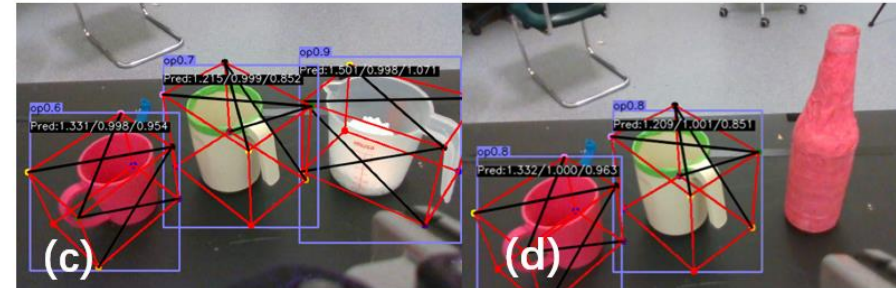 op0.9
op0.7
Pred:1.501/0.998/1.071
Pred:1.215/0.999/0.852
op0.6
Pred:1.331/0.998/0.954
(c)
op0.8
Pred:1.209/1.001/0.851
op0.8
Pred:1.332/1.000/0.963
(d)